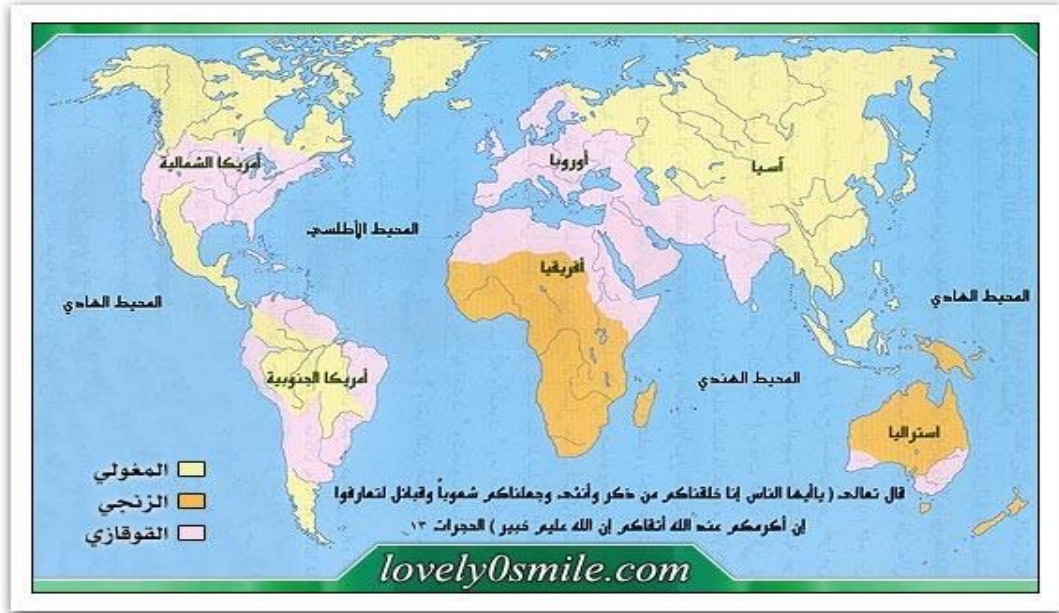 أمريكا الشمالية
أوروبا
آسيا
المحيط الأطلسي
أفريقيا
المحيط الهادي
المحيط الهادي
أمريكا الجنوبية
المحيط الهندي
استراليا
المغولي
الزنجي
القوقازي
قال تعالى ( ياأيها الناس إنا خلقناكم من ذكر وأنثى وجعلناكم شعوباً وقبائل لتعارفوا
إن أكرمكم عند الله أتقاكم إن الله عليم خبير ) الحجرات ١٣
lovely0smile.com